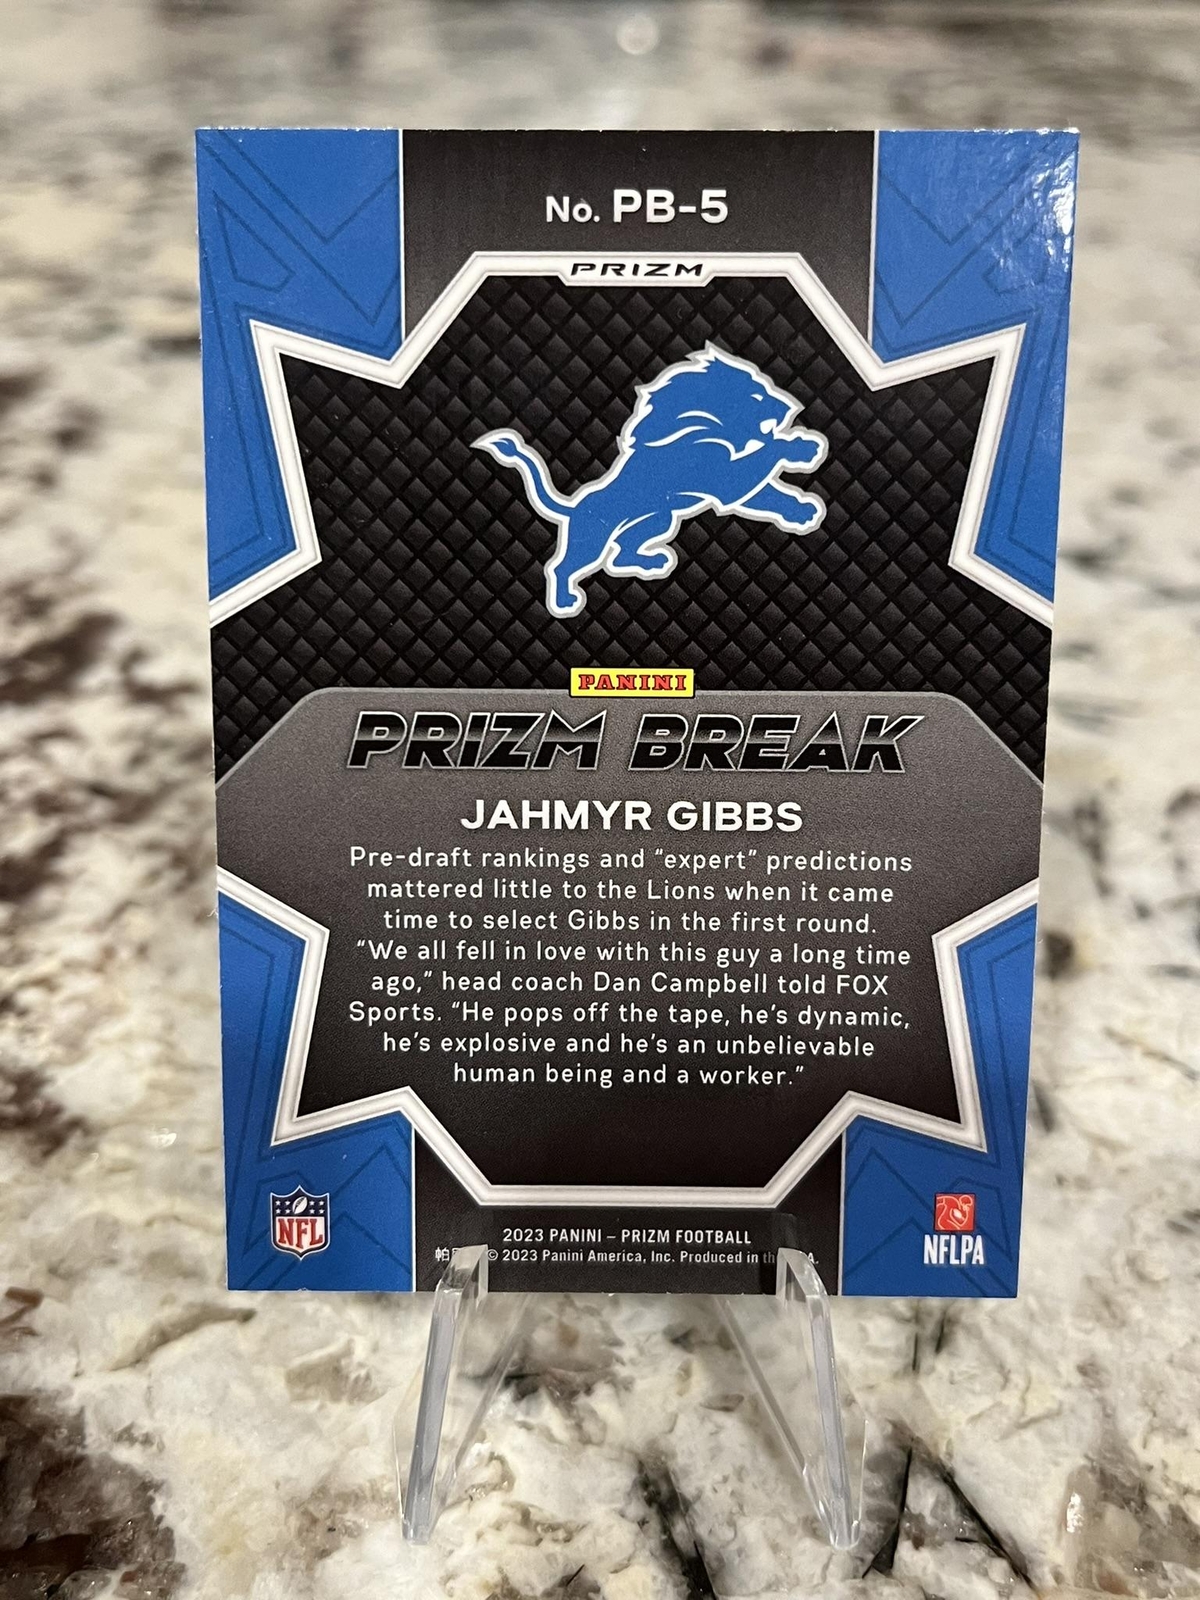 No. PB-5
PRIZM
PANINI
PRIZM BREAK
JAHMYR GIBBS
Pre-draft rankings and “expert” predictions
mattered little to the Lions when it came
time to select Gibbs in the first round.
“We all fell in love with this guy a long time
ago,” head coach Dan Campbell told FOX
Sports. “He pops off the tape, he’s dynamic,
he’s explosive and he’s an unbelievable
human being and a worker.”
NFL
NFLPA
2023 PANINI – PRIZM FOOTBALL
帕 © 2023 Panini America, Inc. Produced in the